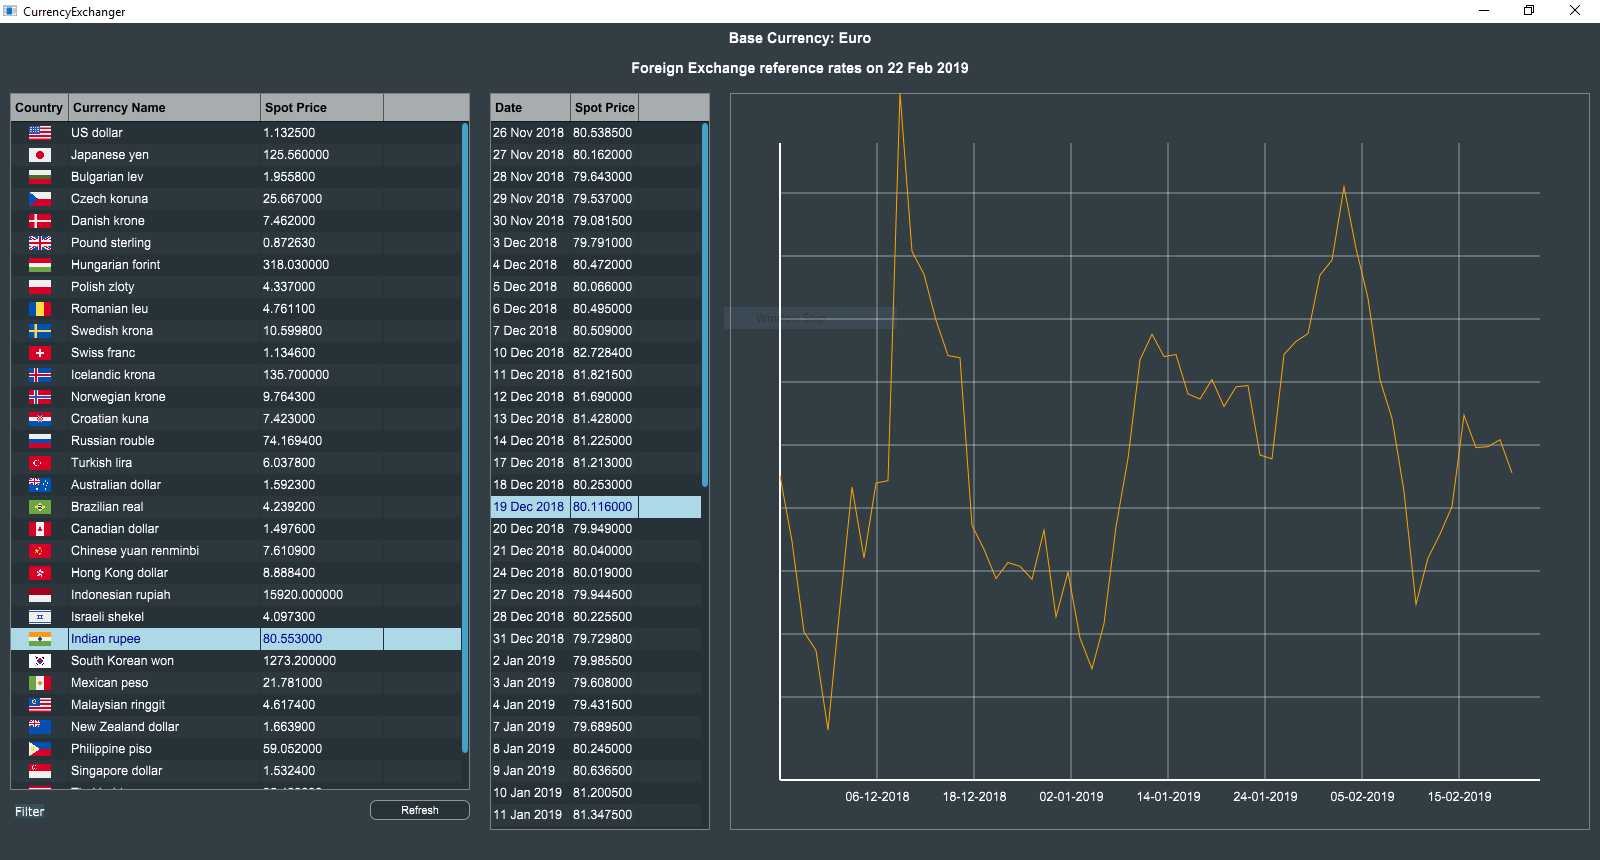 CurrencyExchanger
Base Currency: Euro
Foreign Exchange reference rates on 22 Feb 2019
Country Currency Name Spot Price
US dollar 1.132500
Japanese yen 125.560000
Bulgarian lev 1.955800
Czech koruna 25.667000
Danish krone 7.462000
Pound sterling 0.872630
Hungarian forint 318.030000
Polish zloty 4.337000
Romanian leu 4.761100
Swedish krona 10.599800
Swiss franc 1.134600
Icelandic krona 135.700000
Norwegian krone 9.764300
Croatian kuna 7.423000
Russian rouble 74.169400
Turkish lira 6.037800
Australian dollar 1.592300
Brazilian real 4.239200
Canadian dollar 1.497600
Chinese yuan renminbi 7.610900
Hong Kong dollar 8.888400
Indonesian rupiah 15920.000000
Israeli shekel 4.097300
Indian rupee 80.553000
South Korean won 1273.200000
Mexican peso 21.781000
Malaysian ringgit 4.617400
New Zealand dollar 1.663900
Philippine piso 59.052000
Singapore dollar 1.532400
Filter
Refresh
Date Spot Price
26 Nov 2018 80.538500
27 Nov 2018 80.162000
28 Nov 2018 79.643000
29 Nov 2018 79.537000
30 Nov 2018 79.081500
3 Dec 2018 79.791000
4 Dec 2018 80.472000
5 Dec 2018 80.066000
6 Dec 2018 80.495000
7 Dec 2018 80.509000
10 Dec 2018 82.728400
11 Dec 2018 81.821500
12 Dec 2018 81.690000
13 Dec 2018 81.428000
14 Dec 2018 81.225000
17 Dec 2018 81.213000
18 Dec 2018 80.253000
19 Dec 2018 80.116000
20 Dec 2018 79.949000
21 Dec 2018 80.040000
24 Dec 2018 80.019000
27 Dec 2018 79.944500
28 Dec 2018 80.225500
31 Dec 2018 79.729800
2 Jan 2019 79.985500
3 Jan 2019 79.608000
4 Jan 2019 79.431500
7 Jan 2019 79.689500
8 Jan 2019 80.245000
9 Jan 2019 80.636500
10 Jan 2019 81.200500
11 Jan 2019 81.347500
Window Snip
06-12-2018 18-12-2018 02-01-2019 14-01-2019 24-01-2019 05-02-2019 15-02-2019